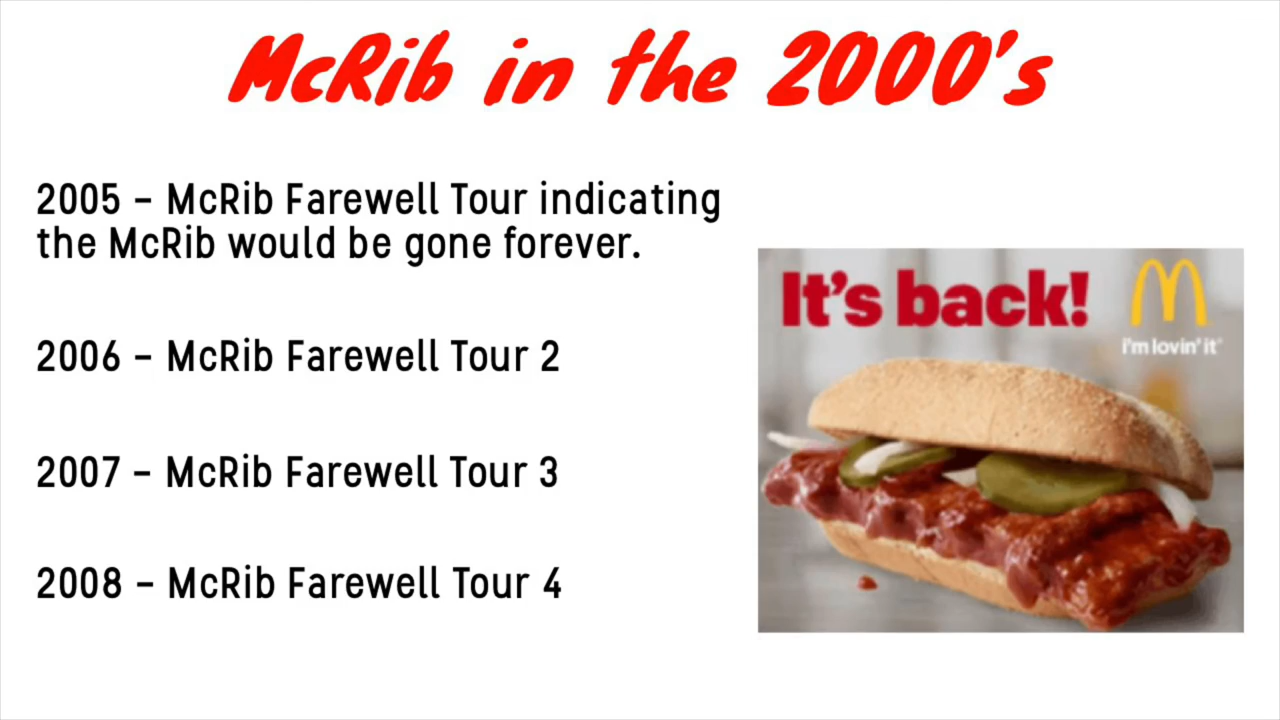 McRib in the 2000's
2005 - McRib Farewell Tour indicating
the McRib would be gone forever.
2006 - McRib Farewell Tour 2
2007 - McRib Farewell Tour 3
2008 - McRib Farewell Tour 4
It's back!
i'm lovin' it